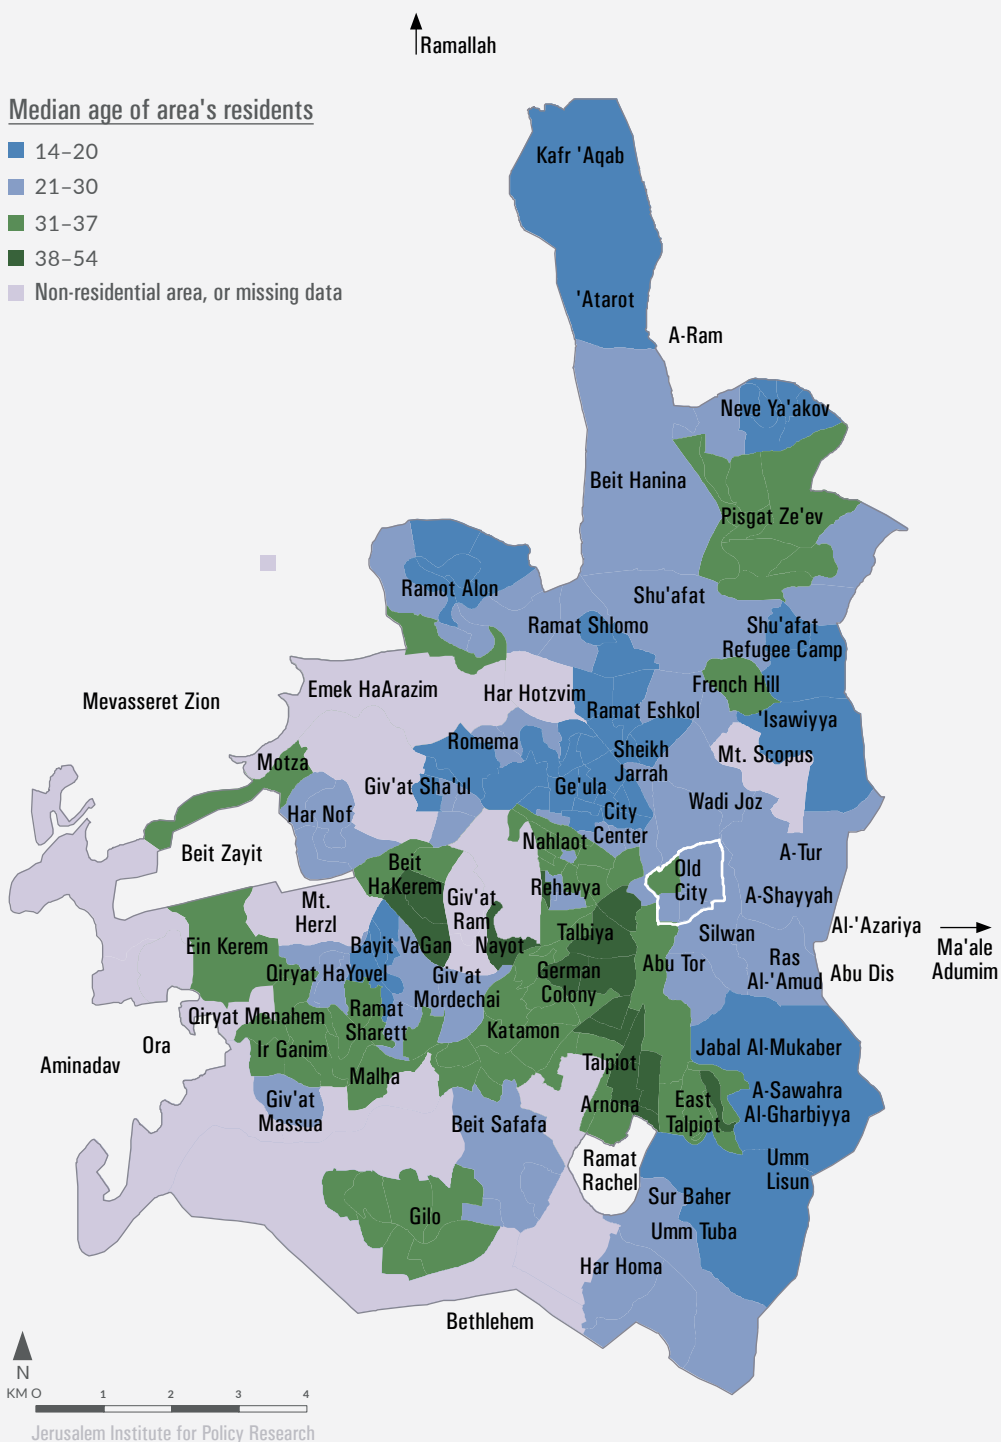 Ramallah
Median age of area's residents
14–20
21–30
31–37
38–54
Non-residential area, or missing data
Kafr 'Aqab
'Atarot
A-Ram
Neve Ya'akov
Beit Hanina
Pisgat Ze'ev
Ramot Alon
Shu'afat
Ramat Shlomo
Shu'afat
Refugee Camp
Emek HaArazim
Har Hotzvim
French Hill
Mevasseret Zion
Ramat Eshkol
'Isawiyya
Romema
Sheikh
Jarrah
Mt. Scopus
Motza
Giv'at Sha'ul
Ge'ula
Har Nof
City
Center
Wadi Joz
Nahlaot
Beit Zayit
Beit
HaKerem
Old
City
A-Tur
Mt.
Herzl
Giv'at
Ram
Rehavya
A-Shayyah
Ein Kerem
Bayit VaGan
Nayot
Talbiya
Silwan
Al-'Azariya
Ma'ale
Adumim
Qiryat HaYovel
Giv'at
Mordechai
German
Colony
Abu Tor
Ras
Al-'Amud
Abu Dis
Qiryat Menahem
Ramat
Sharett
Katamon
Ora
Ir Ganim
Jabal Al-Mukaber
Aminadav
Malha
Talpiot
Giv'at
Massua
Arnona
East
Talpiot
A-Sawahra
Al-Gharbiyya
Beit Safafa
Ramat
Rachel
Umm
Lisun
Sur Baher
Gilo
Umm Tuba
Har Homa
Bethlehem
N
KM 0 1 2 3 4
Jerusalem Institute for Policy Research